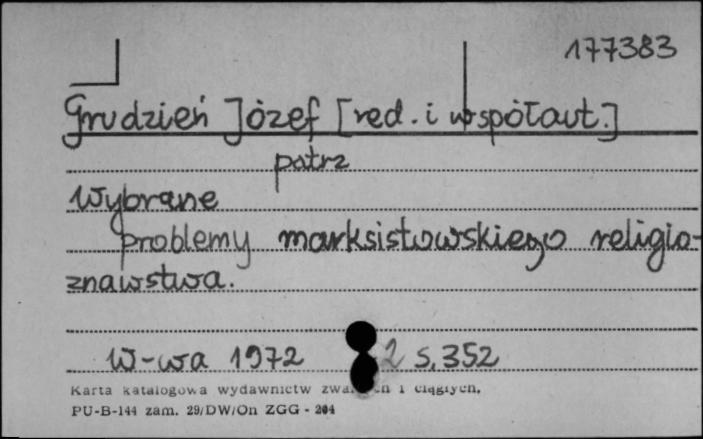 177383
Grudzień Józef [red. i współaut.]
patrz
Wybrane
problemy marksistowskiego religio-
znawstwa.
W-wa 1972 2 s. 352
Karta katalogowa wydawnictw i ciągłych,
PU-B-144 zam. 29/DW/On ZGG - 204